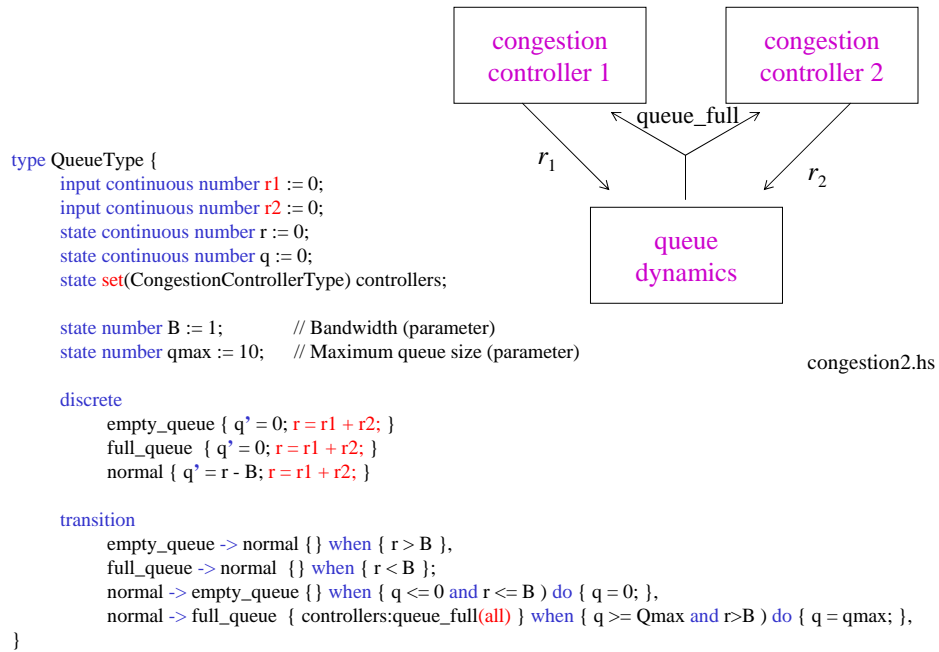 congestion
controller 1
congestion
controller 2
queue_full
r1
r2
queue
dynamics
type QueueType {
input continuous number r1 := 0;
input continuous number r2 := 0;
state continuous number r := 0;
state continuous number q := 0;
state set(CongestionControllerType) controllers;
state number B := 1; // Bandwidth (parameter)
state number qmax := 10; // Maximum queue size (parameter)
congestion2.hs
discrete
empty_queue { q’ = 0; r = r1 + r2; }
full_queue { q’ = 0; r = r1 + r2; }
normal { q’ = r - B; r = r1 + r2; }
transition
empty_queue -> normal {} when { r > B },
full_queue -> normal {} when { r < B };
normal -> empty_queue {} when { q <= 0 and r <= B ) do { q = 0; },
normal -> full_queue { controllers:queue_full(all) } when { q >= Qmax and r>B ) do { q = qmax; },
}